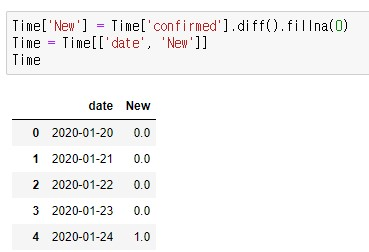 Time['New'] = Time['confirmed'].diff().fillna(0)
Time = Time[['date', 'New']]
Time
date New
0 2020-01-20 0.0
1 2020-01-21 0.0
2 2020-01-22 0.0
3 2020-01-23 0.0
4 2020-01-24 1.0